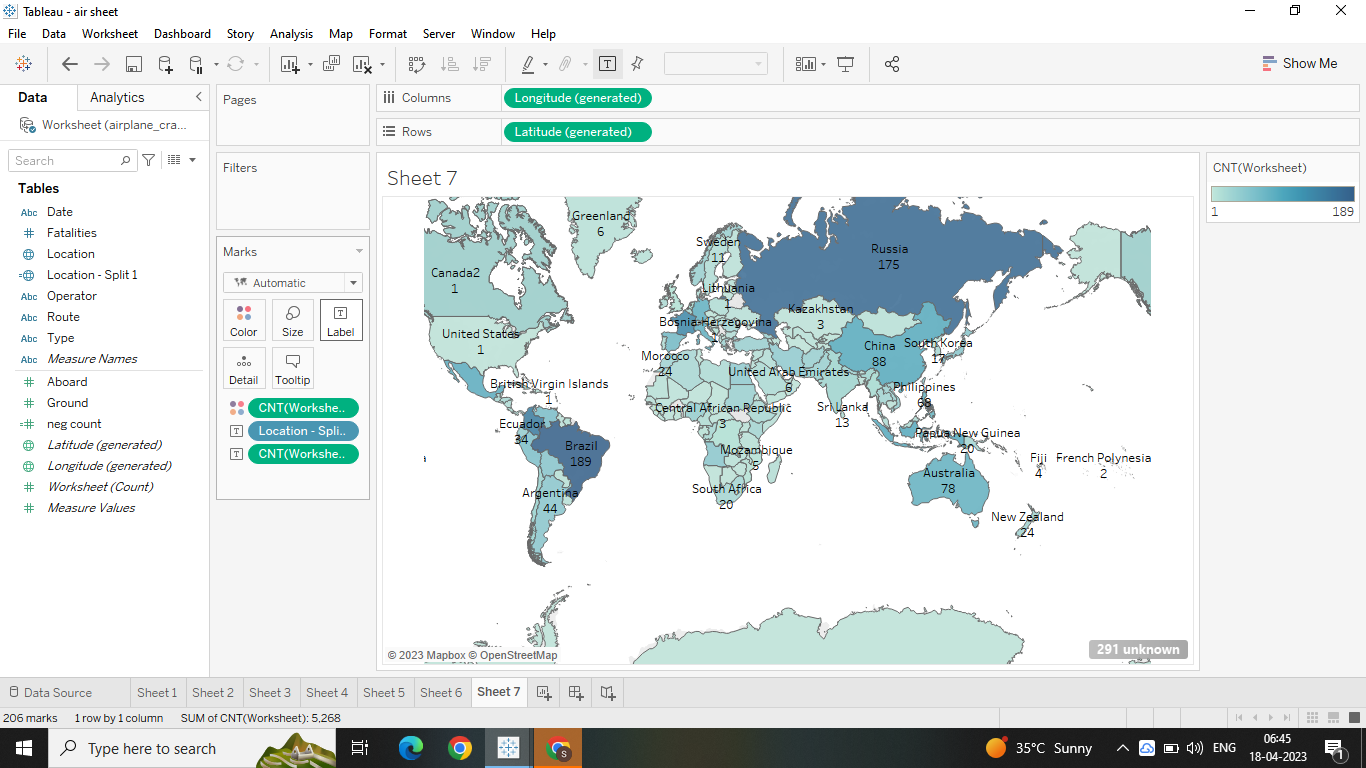 Tableau - air sheet
File Data Worksheet Dashboard Story Analysis Map Format Server Window Help
Show Me
Data Analytics
Worksheet (airplane_cra...
Search
Tables
Abc Date
Fatalities
Location
Location - Split 1
Abc Operator
Abc Route
Abc Type
Abc Measure Names
Aboard
Ground
neg count
Latitude (generated)
Longitude (generated)
Worksheet (Count)
Measure Values
Pages
Filters
Marks
Automatic
Color Size Label
Detail Tooltip
CNT(Workshe..
Location - Spli..
CNT(Workshe..
Columns Longitude (generated)
Rows Latitude (generated)
Sheet 7
Greenland
6
Sweden
11
Russia
175
Canada2
1
Lithuania
1
Kazakhstan
3
Bosnia-Herzegovina
1
United States
1
China
88
South Korea
17
Morocco
24
United Arab Emirates
6
British Virgin Islands
1
Philippines
68
Central African Republic
3
Sri Lanka
13
Ecuador
34
Brazil
189
Papua New Guinea
20
Mozambique
5
Fiji
4
French Polynesia
2
Australia
78
Argentina
44
South Africa
20
New Zealand
24
a
© 2023 Mapbox © OpenStreetMap
291 unknown
CNT(Worksheet)
1 189
Data Source Sheet 1 Sheet 2 Sheet 3 Sheet 4 Sheet 5 Sheet 6 Sheet 7
206 marks 1 row by 1 column SUM of CNT(Worksheet): 5,268
Type here to search
S
35°C Sunny
ENG
06:45
18-04-2023
1